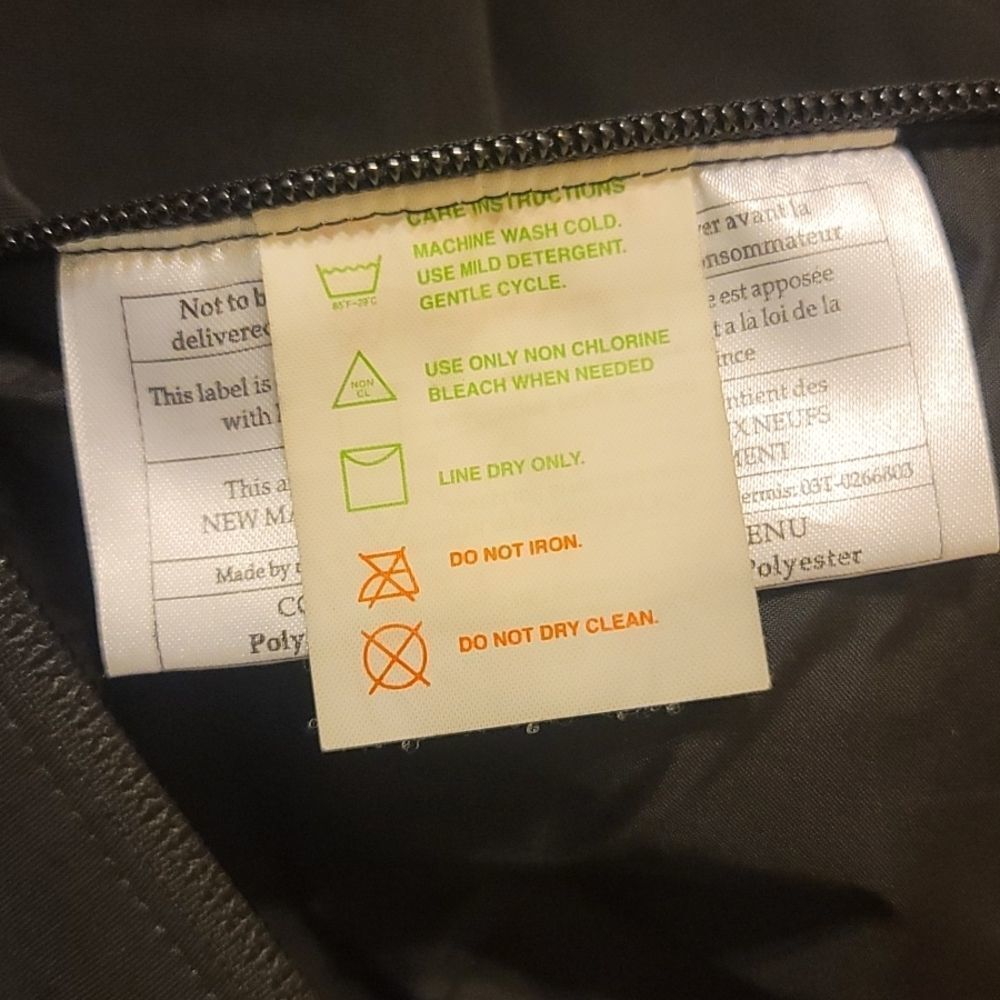 CARE INSTRUCTIONS
MACHINE WASH COLD.
USE MILD DETERGENT.
GENTLE CYCLE.
85°F-29°C
NON
CL
USE ONLY NON CHLORINE
BLEACH WHEN NEEDED
LINE DRY ONLY.
DO NOT IRON.
DO NOT DRY CLEAN.
Not to b
delivered
This label is
with
This a
NEW MA
Made by
CO
Poly
er avant la
nsommateur
e est apposée
t a la loi de la
ince
ntient des
X NEUFS
MENT
ermis: 03T-0266803
ENU
Polyester